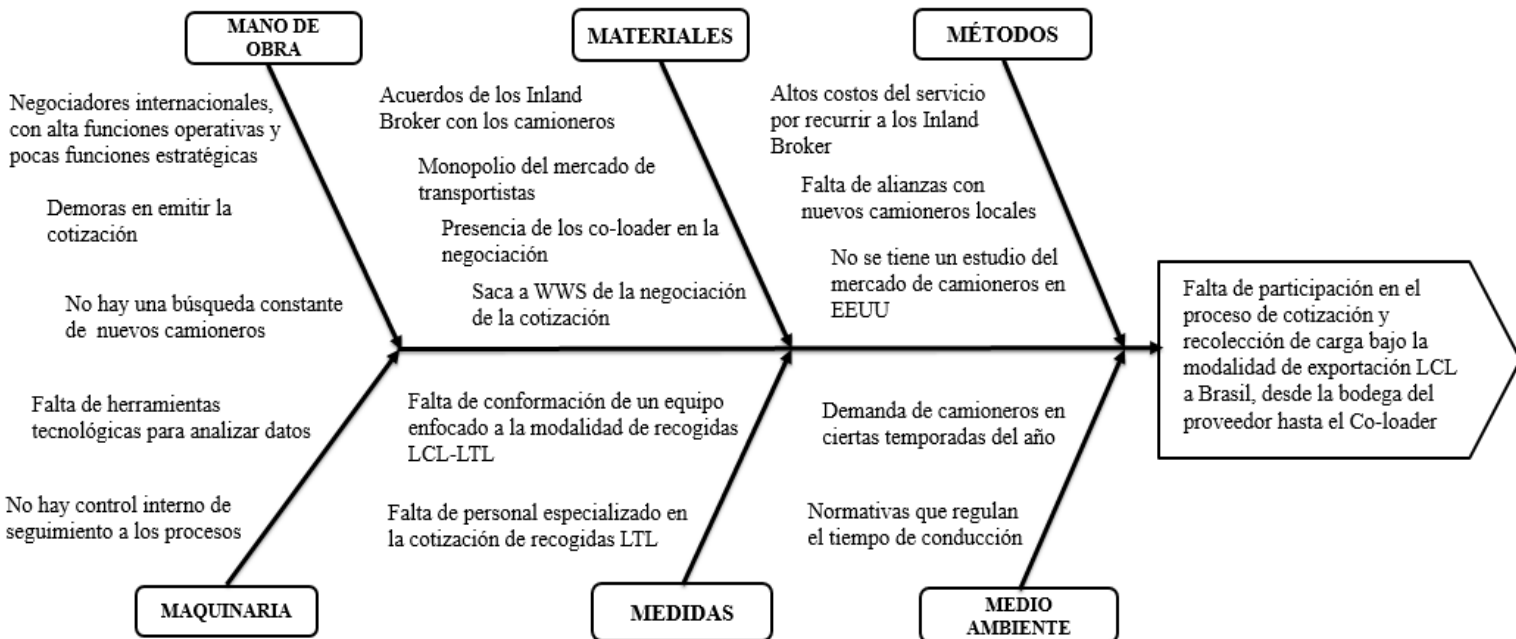 MANO DE
OBRA
Negociadores internacionales,
con alta funciones operativas y
pocas funciones estratégicas
Demoras en emitir la
cotización
No hay una búsqueda constante
de nuevos camioneros
MATERIALES
Acuerdos de los Inland
Broker con los camioneros
Monopolio del mercado de
transportistas
Presencia de los co-loader en la
negociación
Saca a WWS de la negociación
de la cotización
MÉTODOS
Altos costos del servicio
por recurrir a los Inland
Broker
Falta de alianzas con
nuevos camioneros locales
No se tiene un estudio del
mercado de camioneros en
EEUU
Falta de participación en el
proceso de cotización y
recolección de carga bajo la
modalidad de exportación LCL
a Brasil, desde la bodega del
proveedor hasta el Co-loader
Falta de herramientas
tecnológicas para analizar datos
No hay control interno de
seguimiento a los procesos
MAQUINARIA
Falta de conformación de un equipo
enfocado a la modalidad de recogidas
LCL-LTL
Falta de personal especializado en
la cotización de recogidas LTL
MEDIDAS
Demanda de camioneros en
ciertas temporadas del año
Normativas que regulan
el tiempo de conducción
MEDIO
AMBIENTE